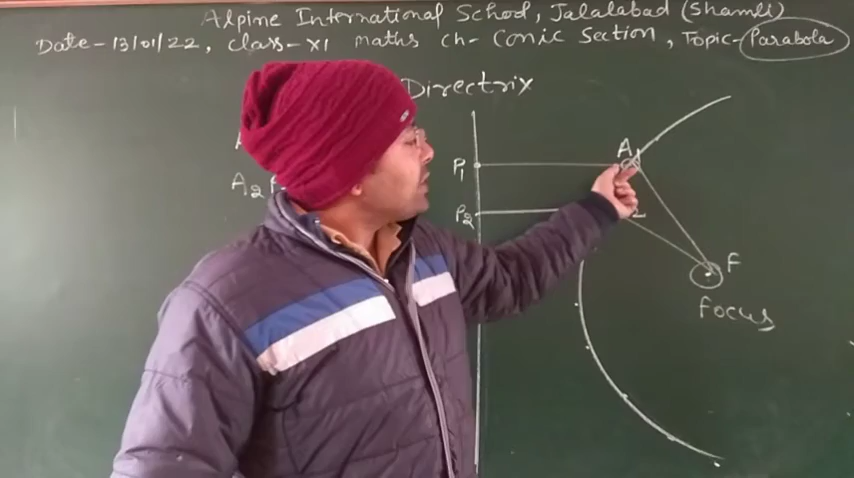 Alpine International School, Jalalabad (Shamli)
Date - 13/01/22, Class - XI maths ch- Conic Section, Topic- Parabola
Directrix
P1 A1
A2 P2
F
Focus